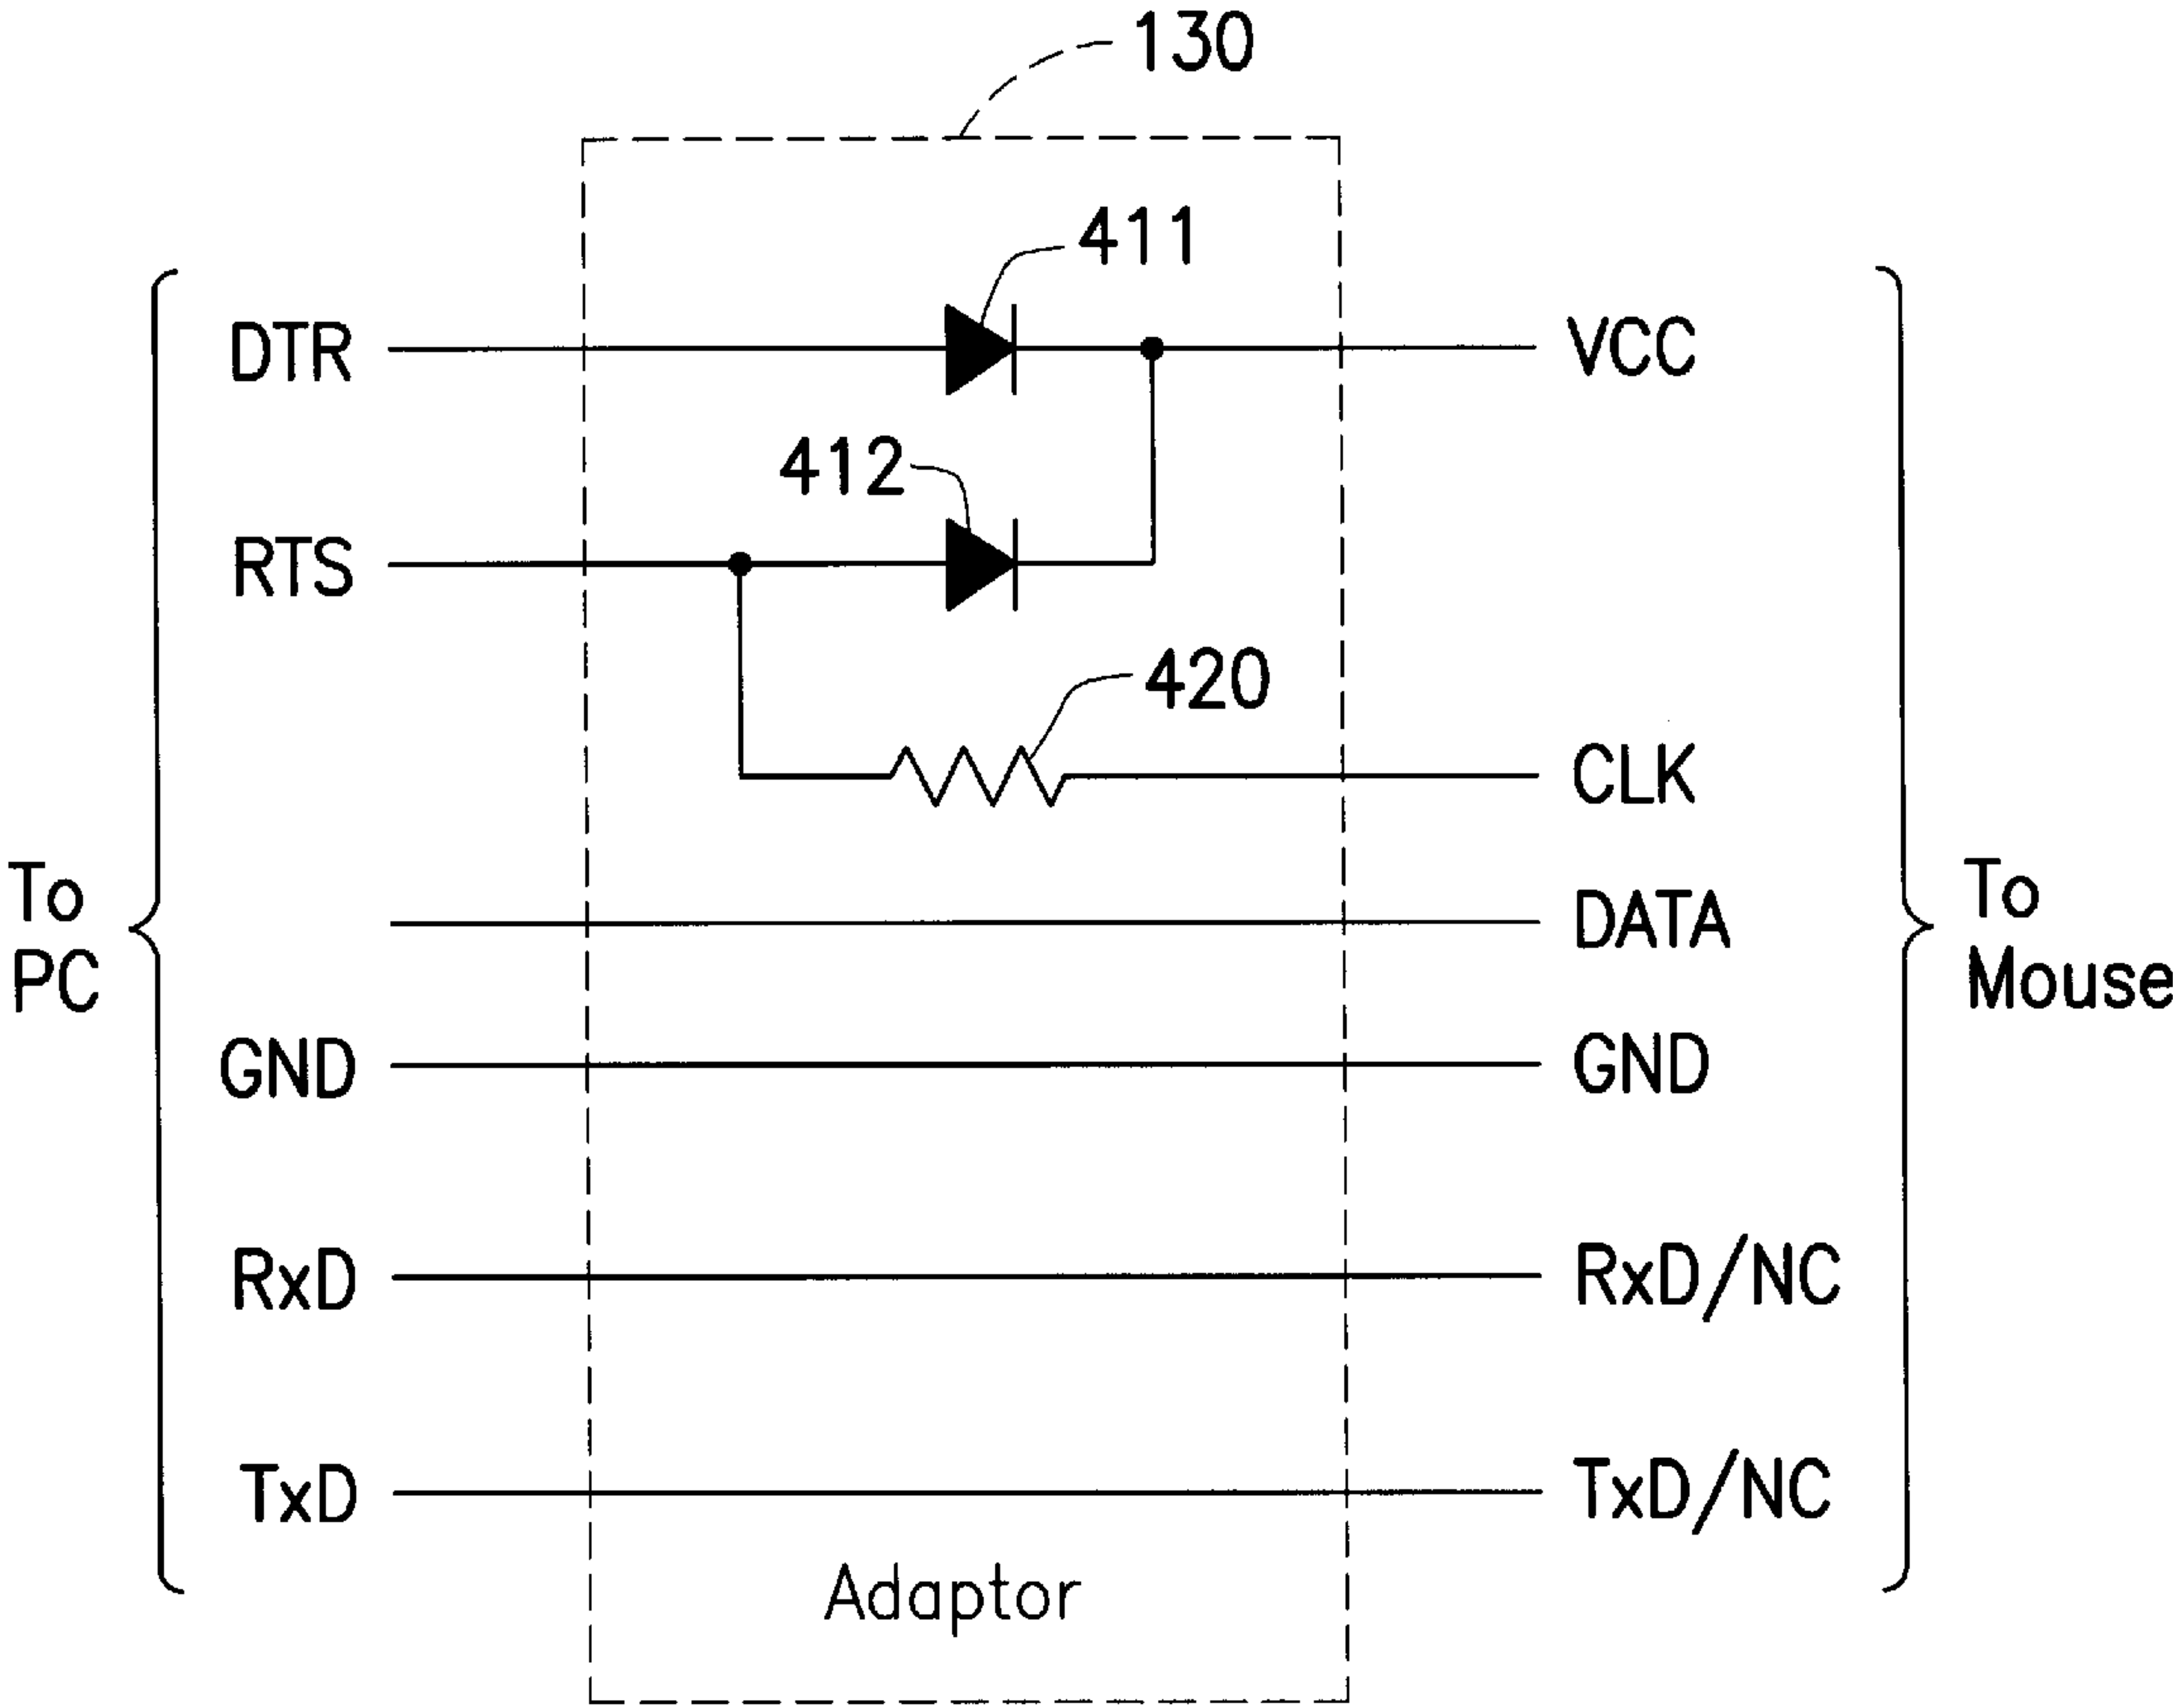 130
411
DTR
VCC
412
RTS
420
CLK
To
PC
DATA
To
Mouse
GND
GND
RxD
RxD/NC
TxD
TxD/NC
Adaptor